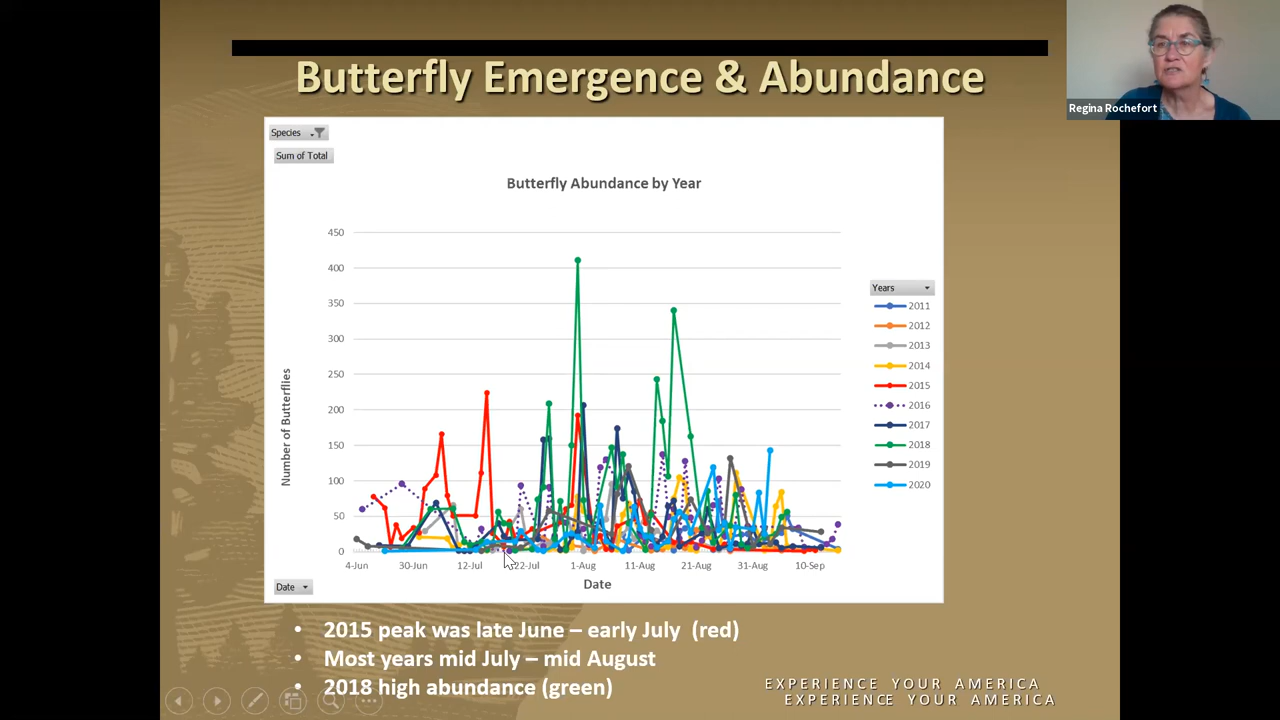 Butterfly Emergence & Abundance
Regina Rochefort
Species
Sum of Total
Butterfly Abundance by Year
450
400
350
300
250
200
150
100
50
0
Number of Butterflies
4-Jun 30-Jun 12-Jul 22-Jul 1-Aug 11-Aug 21-Aug 31-Aug 10-Sep
Date
Date
Years
2011
2012
2013
2014
2015
2016
2017
2018
2019
2020
• 2015 peak was late June – early July (red)
• Most years mid July – mid August
• 2018 high abundance (green)
EXPERIENCE YOUR AMERICA
EXPERIENCE YOUR AMERICA